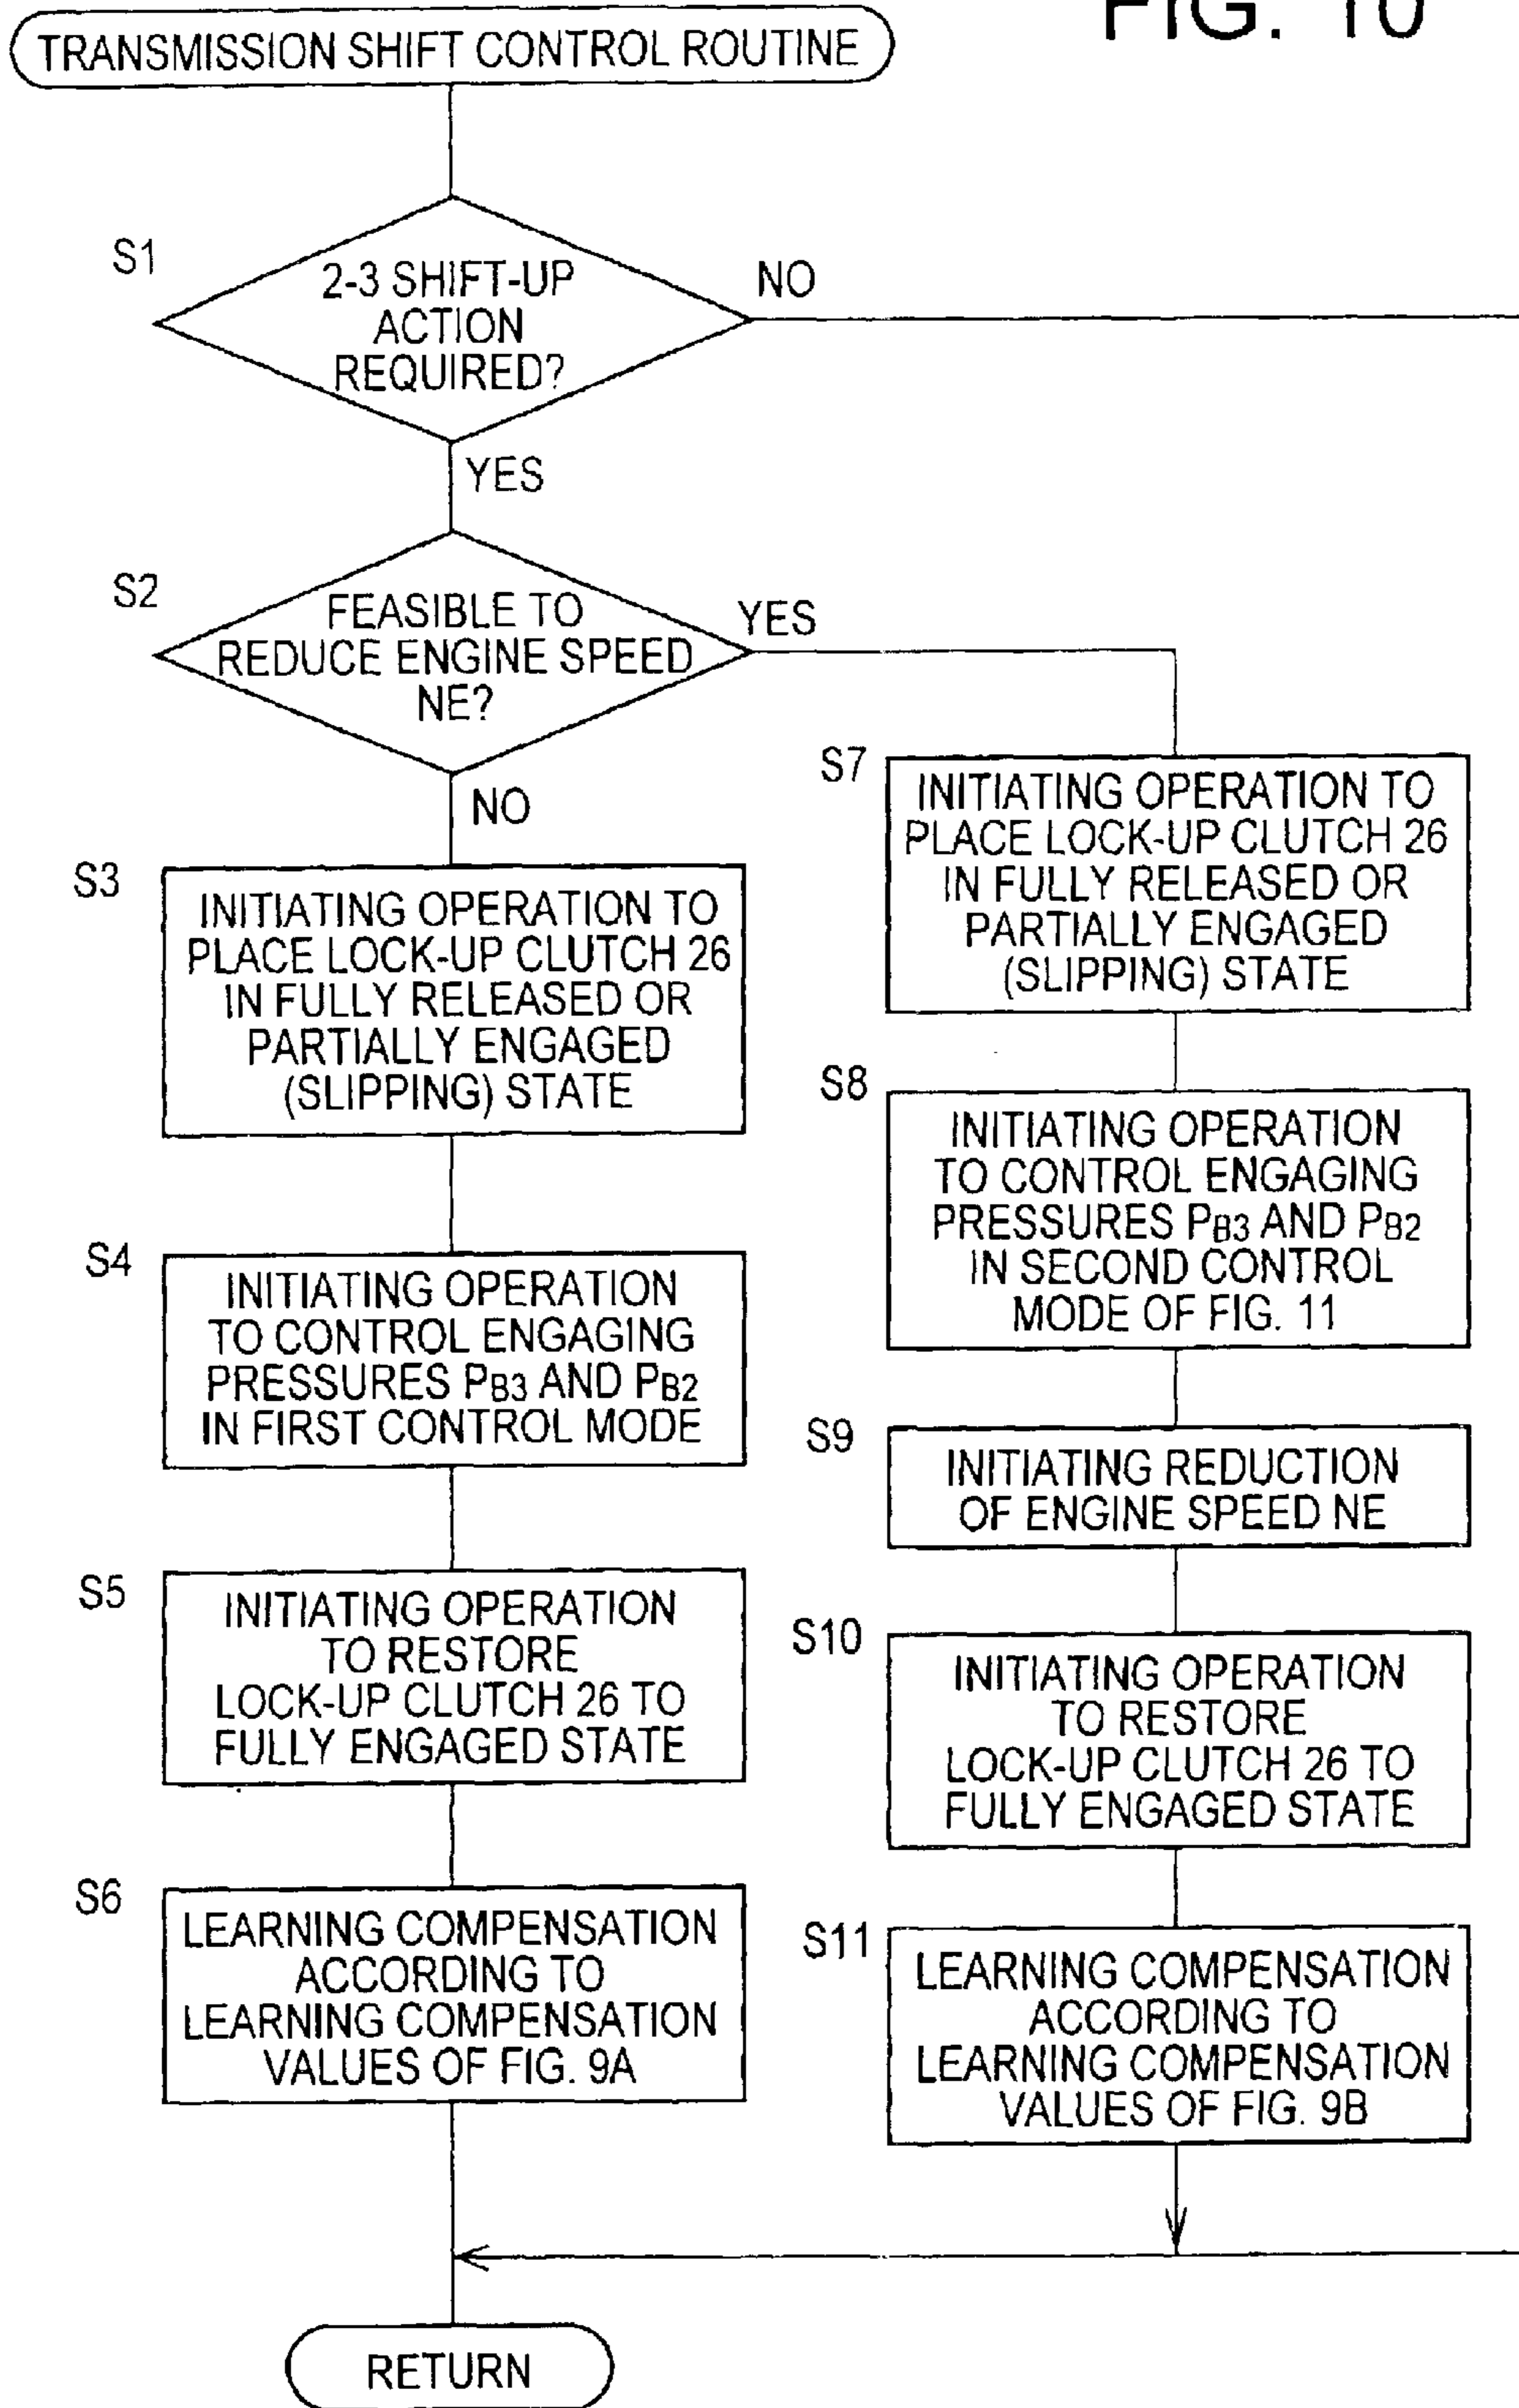 FIG. 10
TRANSMISSION SHIFT CONTROL ROUTINE
S1
2-3 SHIFT-UP
ACTION
REQUIRED?
NO
YES
S2
FEASIBLE TO
REDUCE ENGINE SPEED
NE?
YES
NO
S3
INITIATING OPERATION TO
PLACE LOCK-UP CLUTCH 26
IN FULLY RELEASED OR
PARTIALLY ENGAGED
(SLIPPING) STATE
S4
INITIATING OPERATION
TO CONTROL ENGAGING
PRESSURES PB3 AND PB2
IN FIRST CONTROL MODE
S5
INITIATING OPERATION
TO RESTORE
LOCK-UP CLUTCH 26 TO
FULLY ENGAGED STATE
S6
LEARNING COMPENSATION
ACCORDING TO
LEARNING COMPENSATION
VALUES OF FIG. 9A
S7
INITIATING OPERATION TO
PLACE LOCK-UP CLUTCH 26
IN FULLY RELEASED OR
PARTIALLY ENGAGED
(SLIPPING) STATE
S8
INITIATING OPERATION
TO CONTROL ENGAGING
PRESSURES PB3 AND PB2
IN SECOND CONTROL
MODE OF FIG. 11
S9
INITIATING REDUCTION
OF ENGINE SPEED NE
S10
INITIATING OPERATION
TO RESTORE
LOCK-UP CLUTCH 26 TO
FULLY ENGAGED STATE
S11
LEARNING COMPENSATION
ACCORDING TO
LEARNING COMPENSATION
VALUES OF FIG. 9B
RETURN